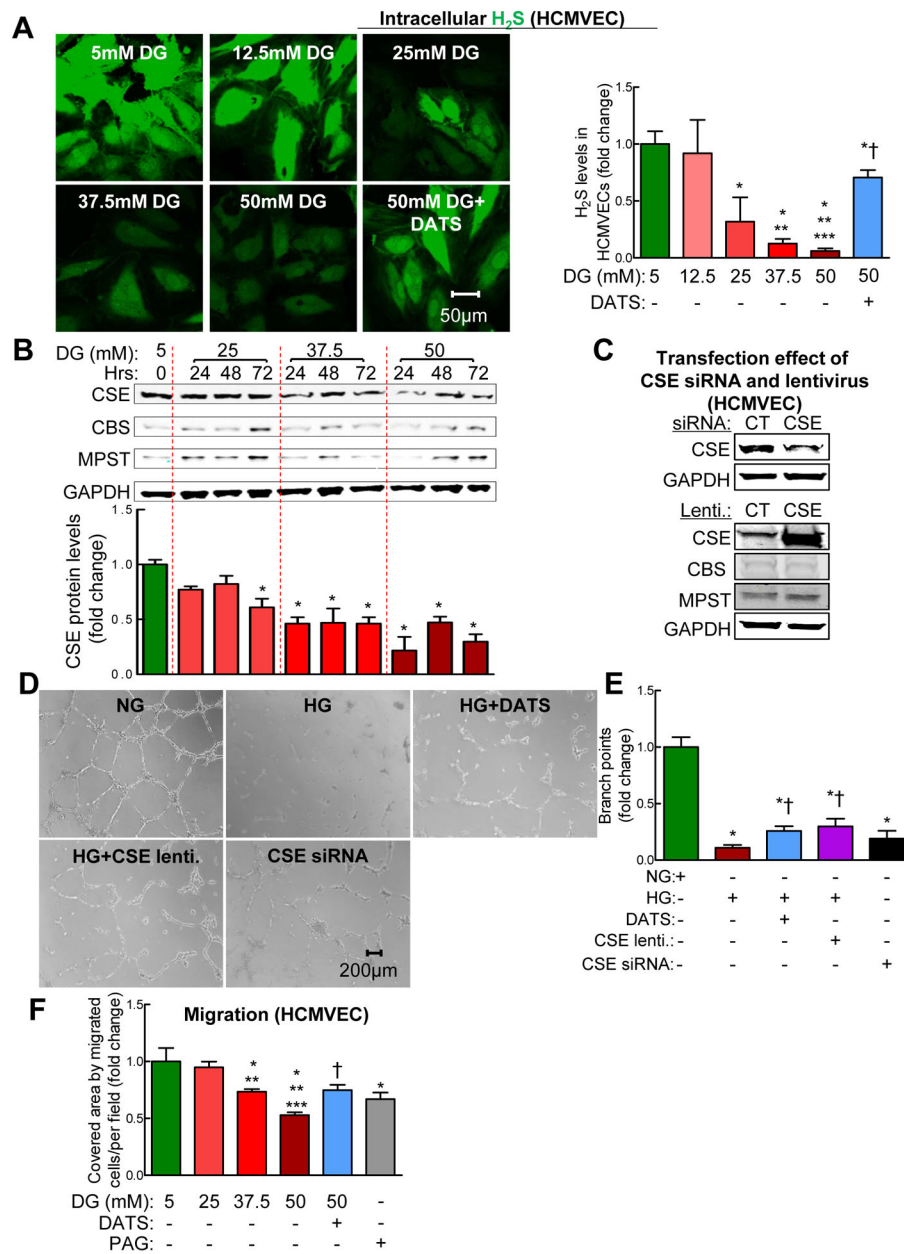 A
Intracellular H₂S (HCMVEC)
5mM DG
12.5mM DG
25mM DG
37.5mM DG
50mM DG
50mM DG+
DATS
50µm
H₂S levels in
HCMVECs (fold change)
1.5
1.0
0.5
0.0
*
*
**
*
**
***
*†
DG (mM): 5 12.5 25 37.5 50 50
DATS: - - - - - +
B
DG (mM): 5 25 37.5 50
Hrs: 0 24 48 72 24 48 72 24 48 72
CSE
CBS
MPST
GAPDH
CSE protein levels
(fold change)
1.5
1.0
0.5
0.0
* * * * * * *
C
Transfection effect of
CSE siRNA and lentivirus
(HCMVEC)
siRNA: CT CSE
CSE
GAPDH
Lenti.: CT CSE
CSE
CBS
MPST
GAPDH
D
NG
HG
HG+DATS
HG+CSE lenti.
CSE siRNA
200µm
E
Branch points
(fold change)
1.5
1.0
0.5
0.0
* *† *† *
NG: + - - - -
HG: - + + + -
DATS: - - + - -
CSE lenti.: - - - + -
CSE siRNA: - - - - +
F
Migration (HCMVEC)
Covered area by migrated
cells/per field (fold change)
1.5
1.0
0.5
0.0
*
**
*
**
***
†
*
DG (mM): 5 25 37.5 50 50 -
DATS: - - - - + -
PAG: - - - - - +